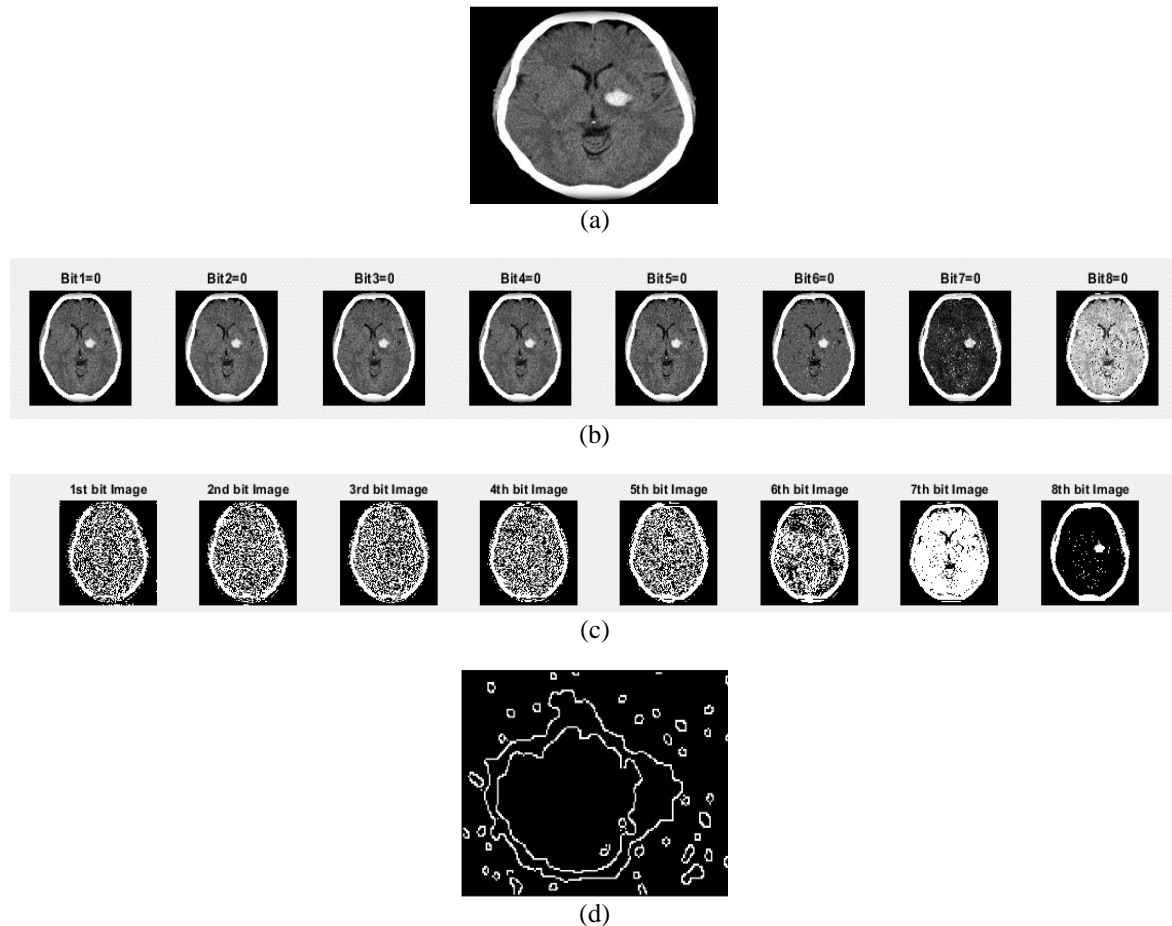 (a)
Bit1=0 Bit2=0 Bit3=0 Bit4=0 Bit5=0 Bit6=0 Bit7=0 Bit8=0
(b)
1st bit Image 2nd bit Image 3rd bit Image 4th bit Image 5th bit Image 6th bit Image 7th bit Image 8th bit Image
(c)
(d)